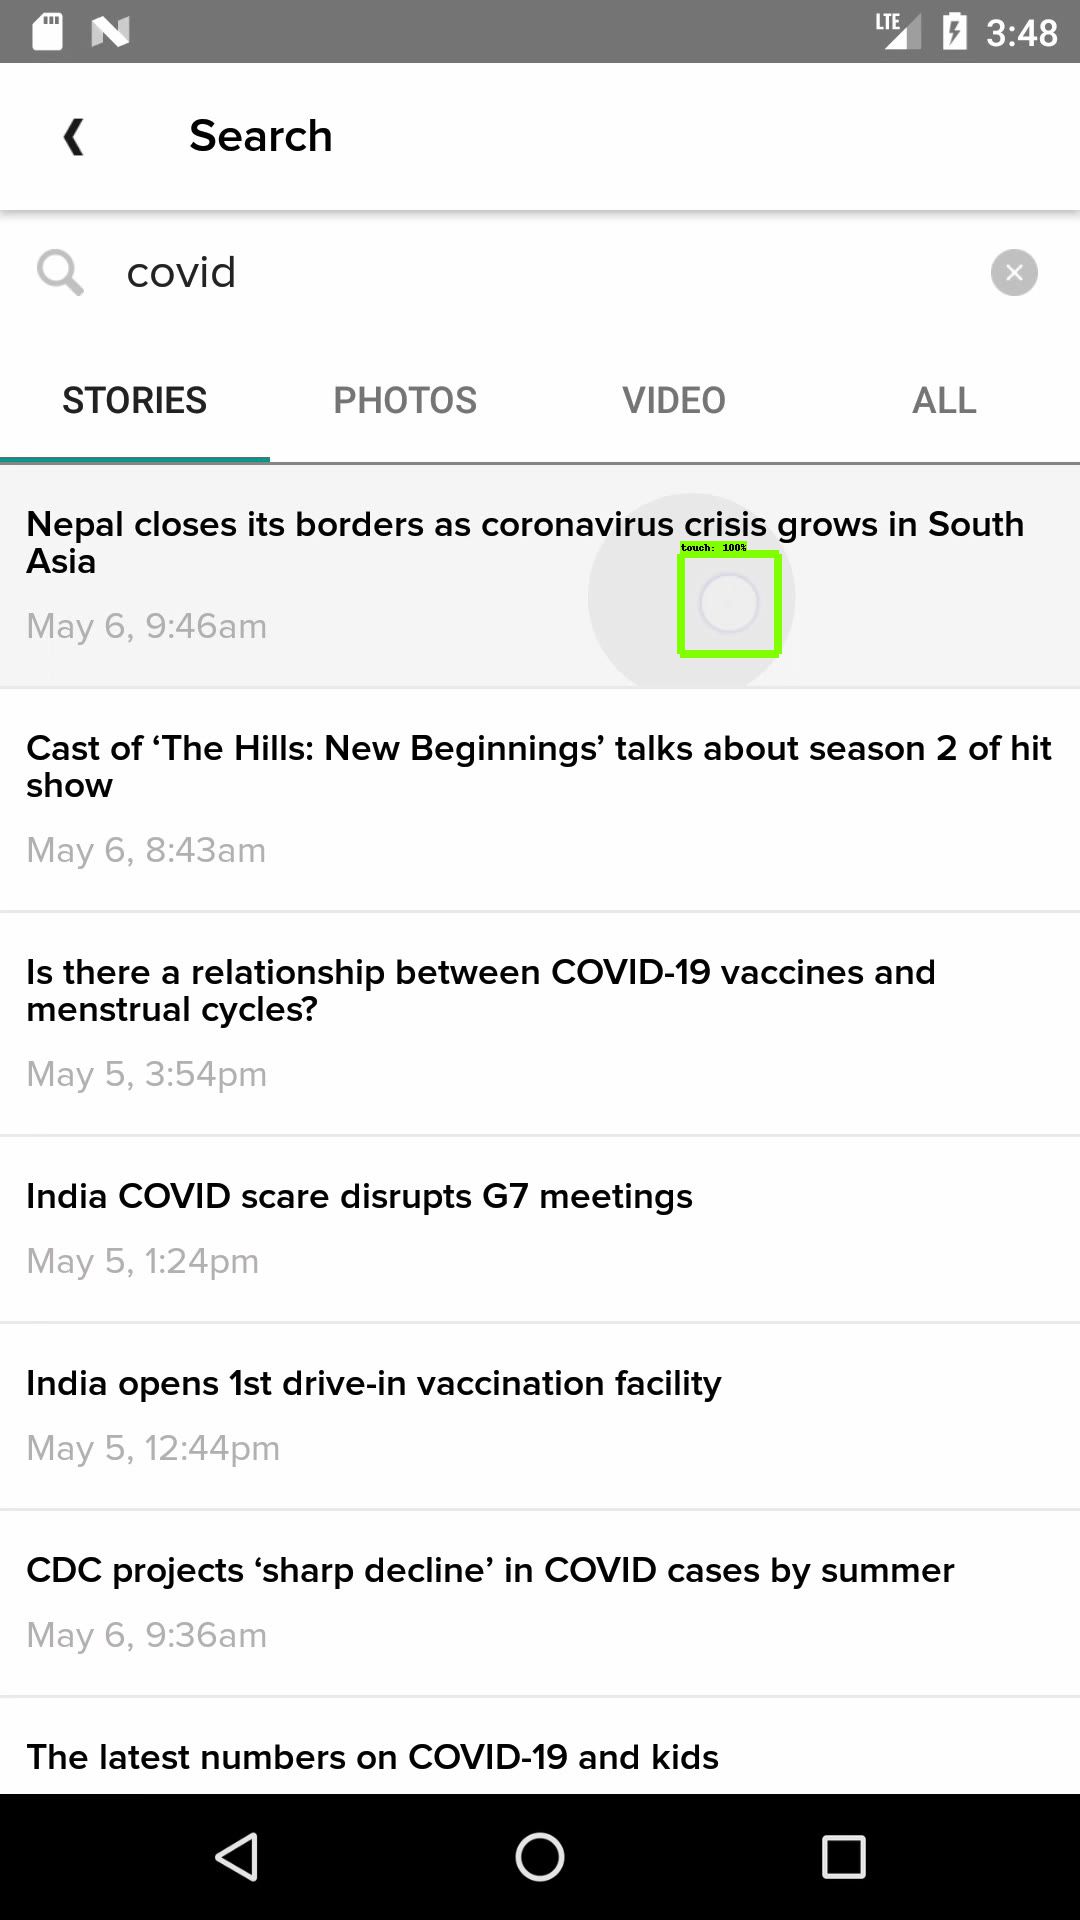 LTE 3:48
Search
covid
STORIES PHOTOS VIDEO ALL
Nepal closes its borders as coronavirus crisis grows in South
Asia
touch: 100%
May 6, 9:46am
Cast of ‘The Hills: New Beginnings’ talks about season 2 of hit
show
May 6, 8:43am
Is there a relationship between COVID-19 vaccines and
menstrual cycles?
May 5, 3:54pm
India COVID scare disrupts G7 meetings
May 5, 1:24pm
India opens 1st drive-in vaccination facility
May 5, 12:44pm
CDC projects ‘sharp decline’ in COVID cases by summer
May 6, 9:36am
The latest numbers on COVID-19 and kids